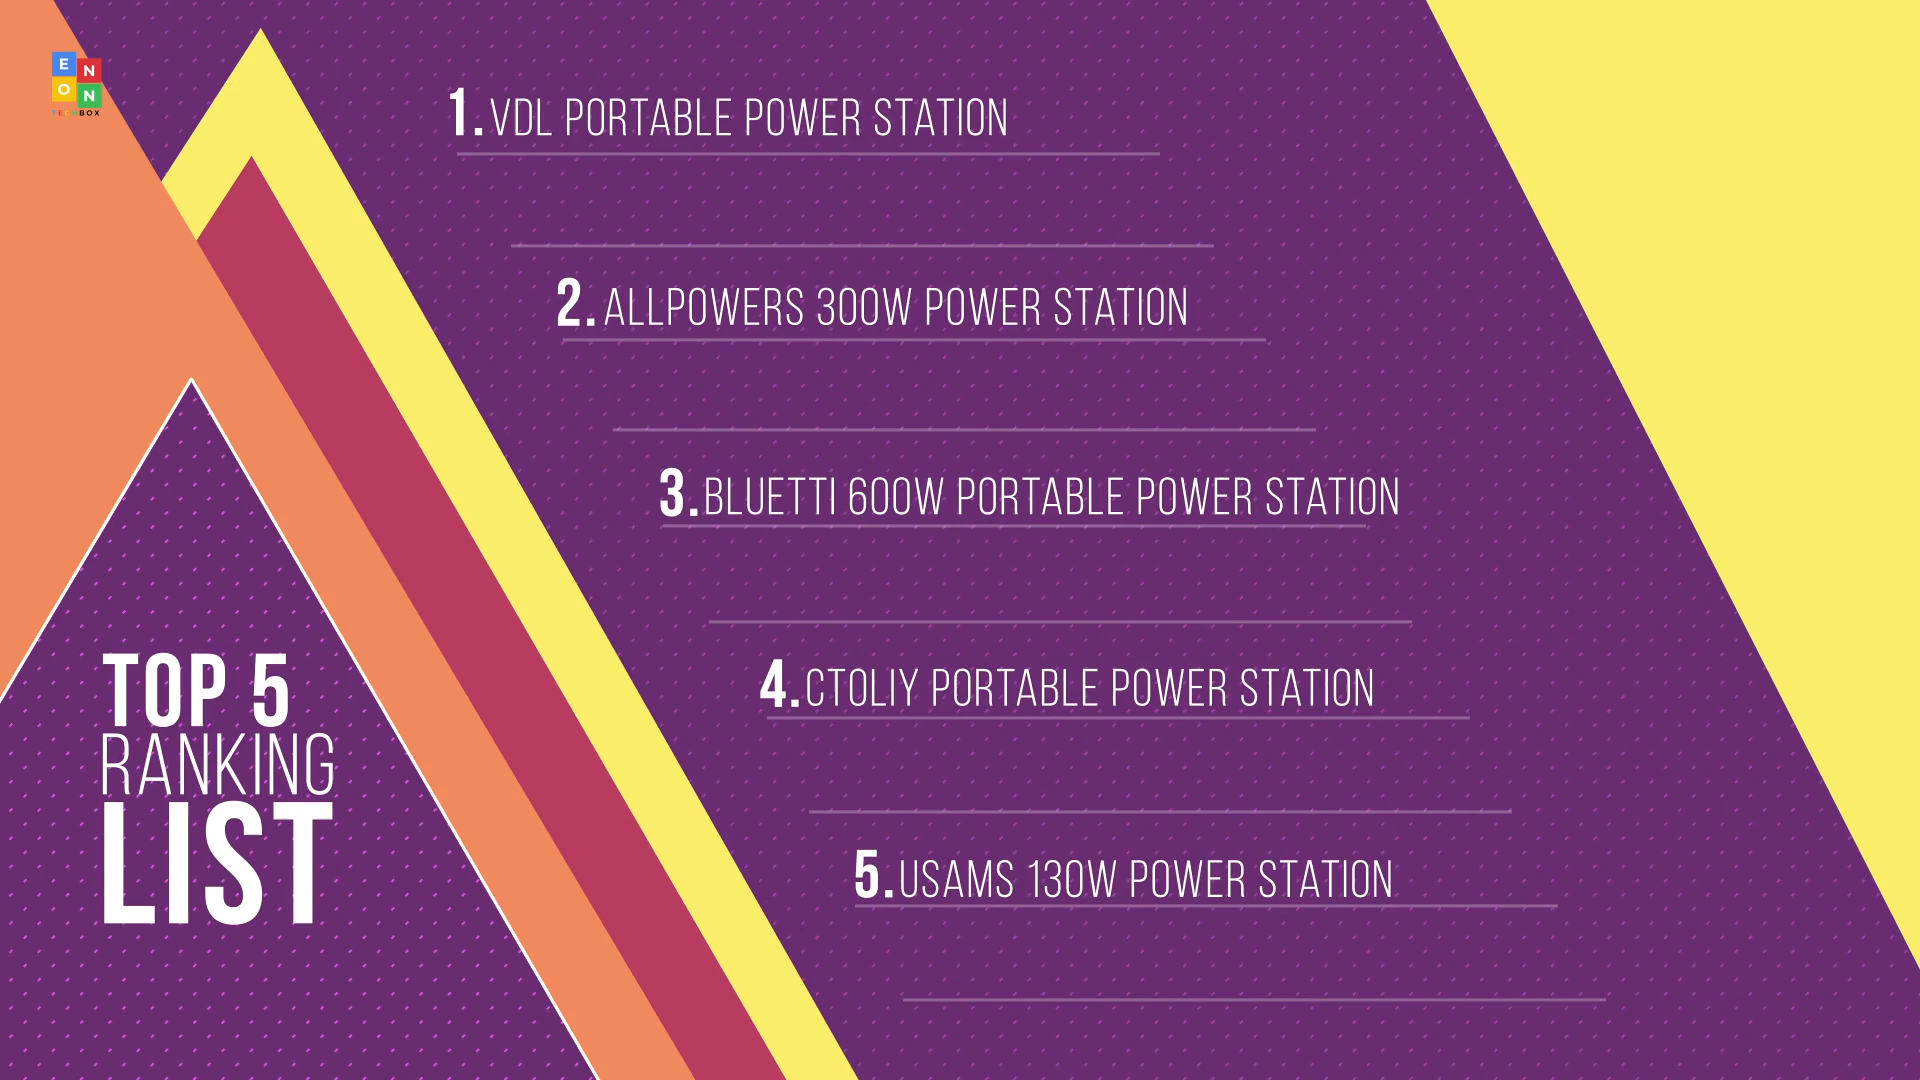 E N
O N
TECHBOX
1. VDL PORTABLE POWER STATION
2. ALLPOWERS 300W POWER STATION
3. BLUETTI 600W PORTABLE POWER STATION
4. CTOLIY PORTABLE POWER STATION
5. USAMS 130W POWER STATION
TOP 5
RANKING
LIST